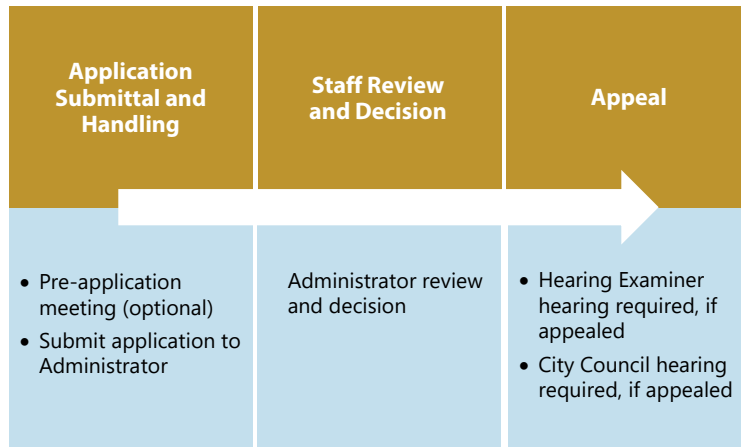 Application
Submittal and
Handling
Staff Review
and Decision
Appeal
• Pre-application
meeting (optional)
• Submit application to
Administrator
Administrator review
and decision
• Hearing Examiner
hearing required, if
appealed
• City Council hearing
required, if appealed